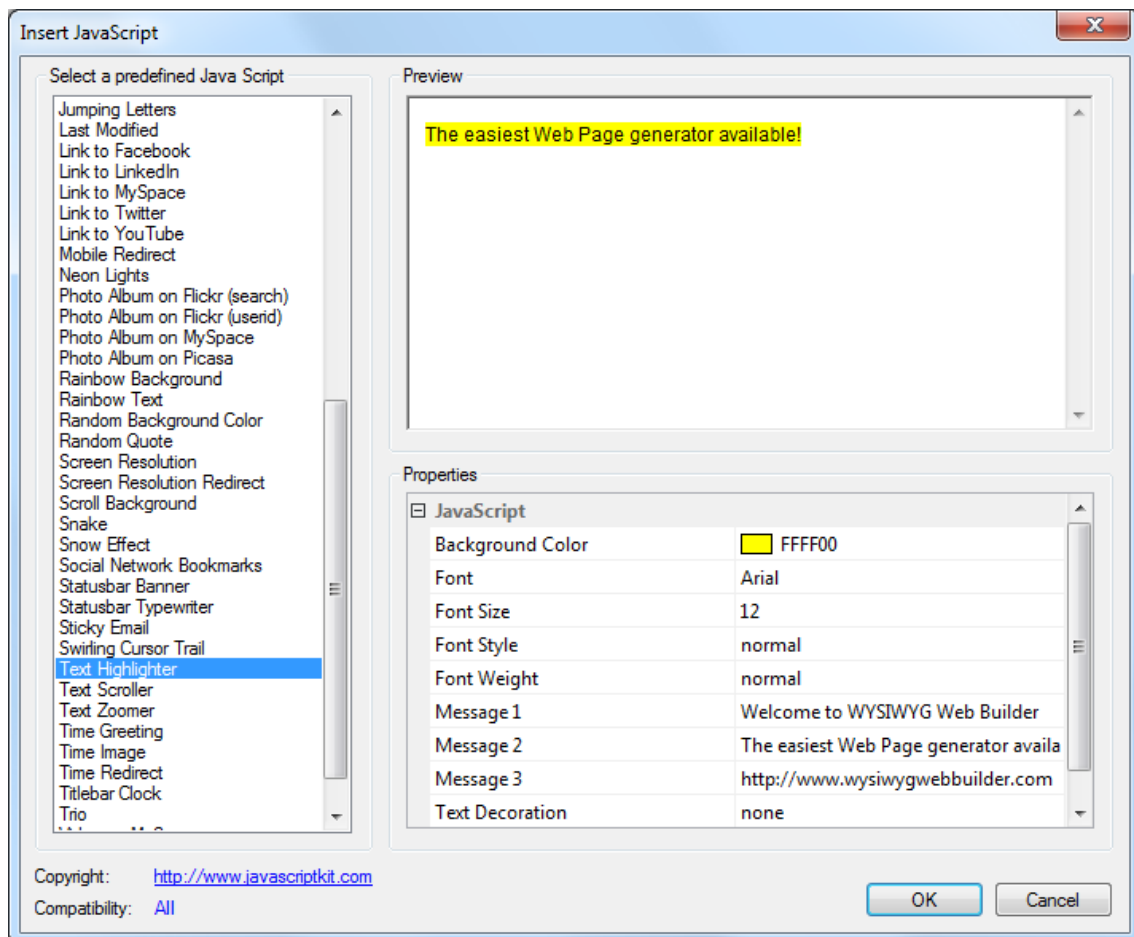 Insert JavaScript
Select a predefined Java Script
Jumping Letters
Last Modified
Link to Facebook
Link to LinkedIn
Link to MySpace
Link to Twitter
Link to YouTube
Mobile Redirect
Neon Lights
Photo Album on Flickr (search)
Photo Album on Flickr (userid)
Photo Album on MySpace
Photo Album on Picasa
Rainbow Background
Rainbow Text
Random Background Color
Random Quote
Screen Resolution
Screen Resolution Redirect
Scroll Background
Snake
Snow Effect
Social Network Bookmarks
Statusbar Banner
Statusbar Typewriter
Sticky Email
Swirling Cursor Trail
Text Highlighter
Text Scroller
Text Zoomer
Time Greeting
Time Image
Time Redirect
Titlebar Clock
Trio
Preview
The easiest Web Page generator available!
Properties
JavaScript
Background Color FFFF00
Font Arial
Font Size 12
Font Style normal
Font Weight normal
Message 1 Welcome to WYSIWYG Web Builder
Message 2 The easiest Web Page generator availa
Message 3 http://www.wysiwygwebbuilder.com
Text Decoration none
Copyright: http://www.javascriptkit.com
Compatibility: All
OK Cancel